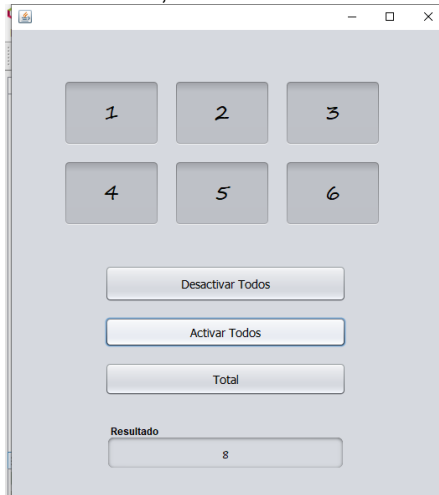 1 2 3
4 5 6
Desactivar Todos
Activar Todos
Total
Resultado
8